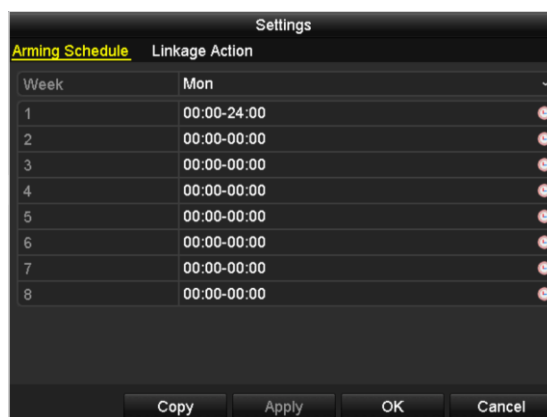 Settings
Arming Schedule Linkage Action
Week Mon
1 00:00-24:00
2 00:00-00:00
3 00:00-00:00
4 00:00-00:00
5 00:00-00:00
6 00:00-00:00
7 00:00-00:00
8 00:00-00:00
Copy Apply OK Cancel